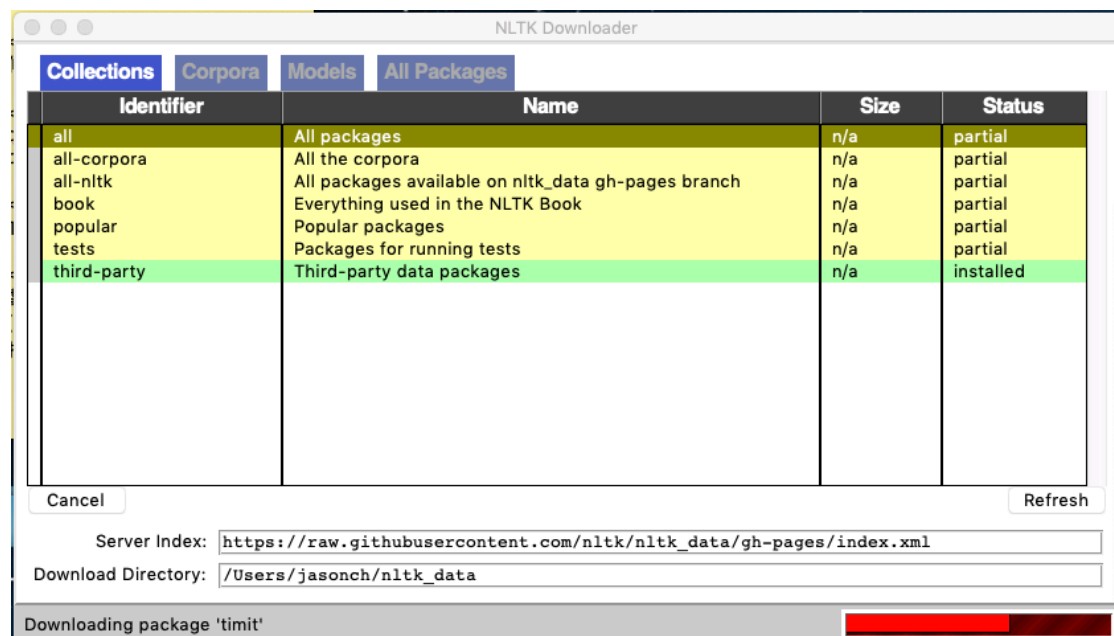 NLTK Downloader
Collections Corpora Models All Packages
Identifier Name Size Status
all All packages n/a partial
all-corpora All the corpora n/a partial
all-nltk All packages available on nltk_data gh-pages branch n/a partial
book Everything used in the NLTK Book n/a partial
popular Popular packages n/a partial
tests Packages for running tests n/a partial
third-party Third-party data packages n/a installed
Cancel Refresh
Server Index: https://raw.githubusercontent.com/nltk/nltk_data/gh-pages/index.xml
Download Directory: /Users/jasonch/nltk_data
Downloading package 'timit'